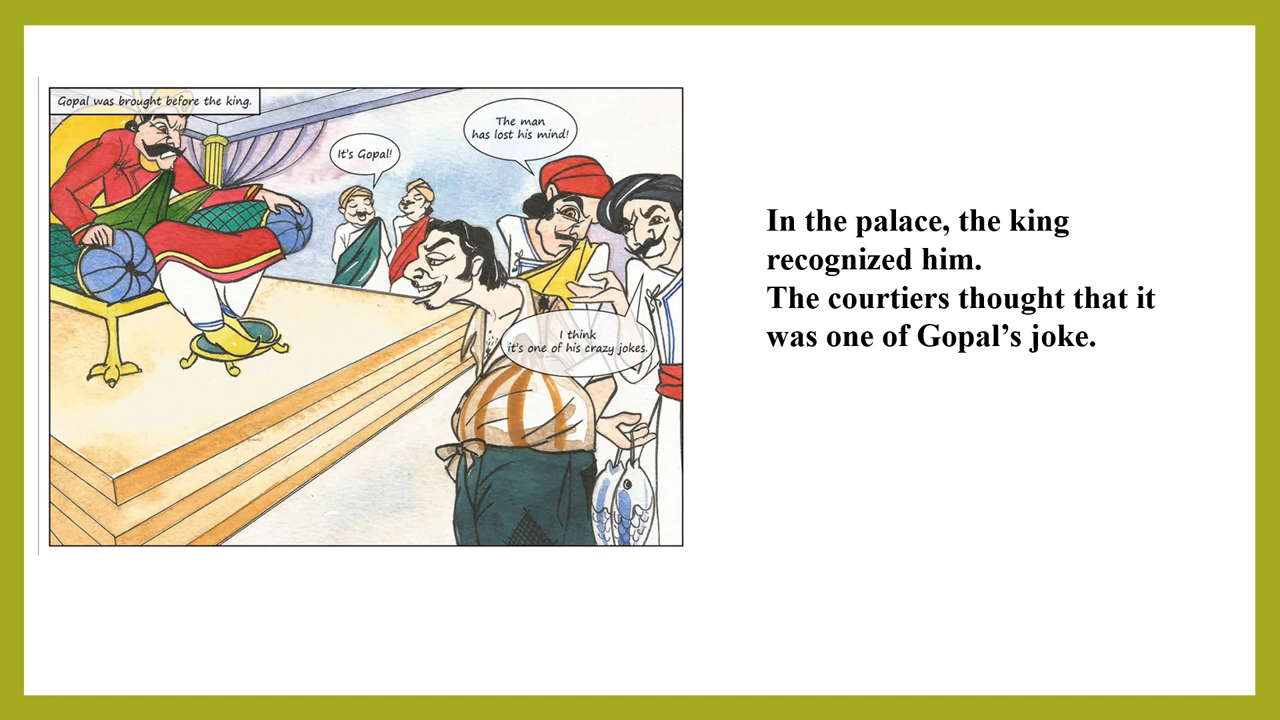 Gopal was brought before the king.
It's Gopal!
The man
has lost his mind!
I think
it's one of his crazy jokes.
In the palace, the king
recognized him.
The courtiers thought that it
was one of Gopal’s joke.